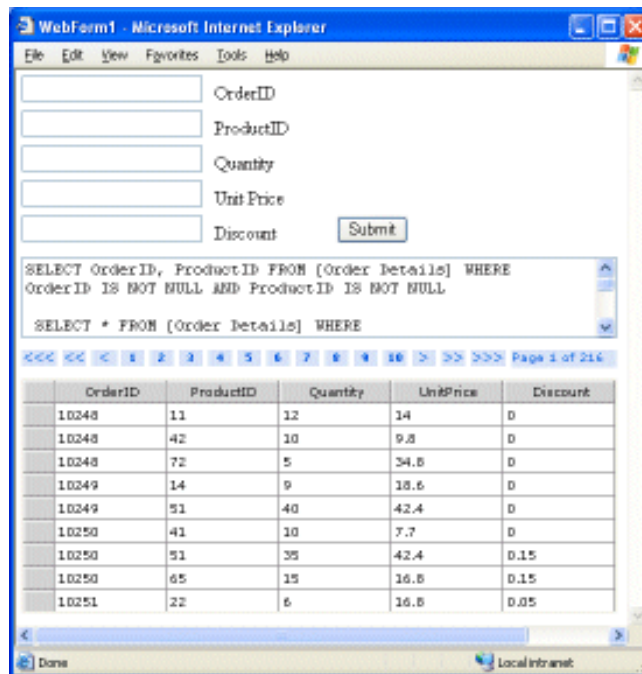 WebForm1 - Microsoft Internet Explorer
File Edit View Favorites Tools Help
OrderID
ProductID
Quantity
Unit Price
Discount Submit
SELECT OrderID, ProductID FROM [Order Details] WHERE
OrderID IS NOT NULL AND ProductID IS NOT NULL
SELECT * FROM [Order Details] WHERE
<<< << < 1 2 3 4 5 6 7 8 9 10 > >> >>> Page 1 of 216
OrderID ProductID Quantity UnitPrice Discount
10248 11 12 14 0
10248 42 10 9.8 0
10248 72 5 34.8 0
10249 14 9 18.6 0
10249 51 40 42.4 0
10250 41 10 7.7 0
10250 51 35 42.4 0.15
10250 65 15 16.8 0.15
10251 22 6 16.8 0.05
Done Local intranet